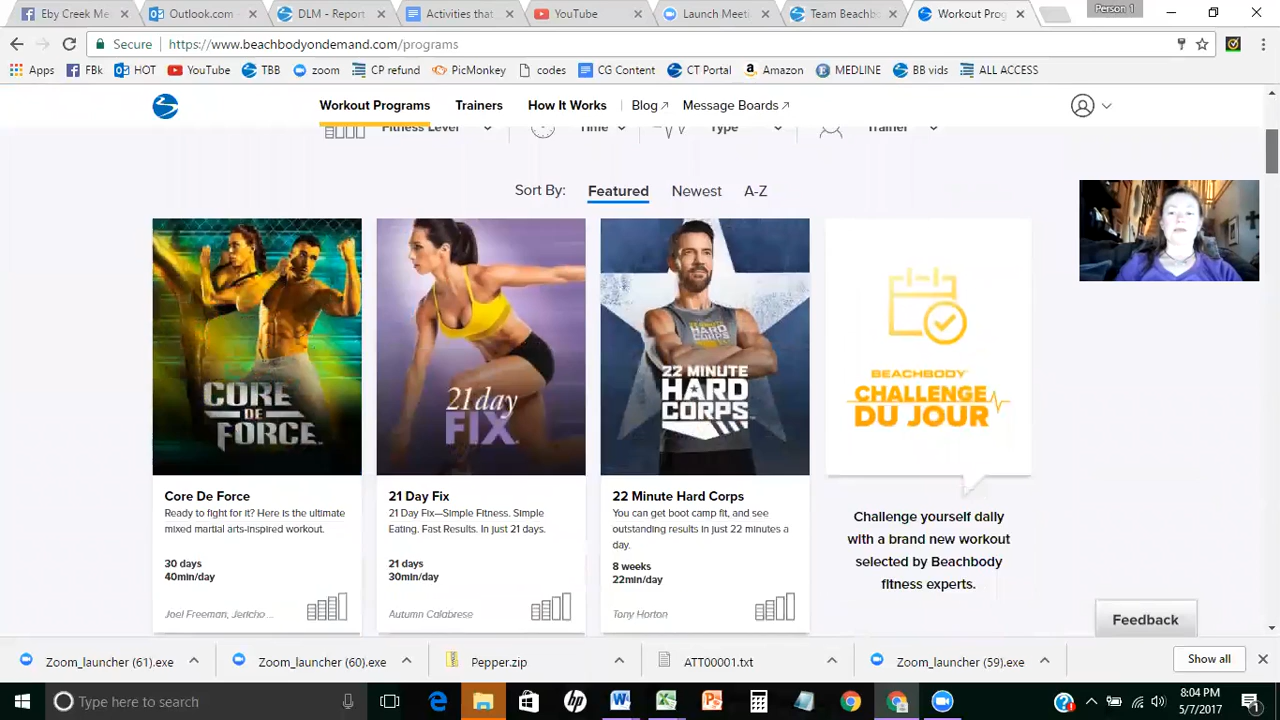 Eby Creek Me
Outlook.com
DLM - Report
Activities that
YouTube
Launch Meeti
Team Beachb
Workout Prog
Person 1
Secure
https://www.beachbodyondemand.com/programs
Apps
FBk
HOT
YouTube
TBB
zoom
CP refund
PicMonkey
codes
CG Content
CT Portal
Amazon
MEDLINE
BB vids
ALL ACCESS
Workout Programs
Trainers
How It Works
Blog
Message Boards
Fitness Level
Time
Type
Trainer
Sort By:
Featured
Newest
A-Z
CORE
DE
FORCE
21 day
FIX
22 MINUTE
HARD
CORPS
22 MINUTE
HARD
CORPS
BEACHBODY
CHALLENGE
DU JOUR
Core De Force
Ready to fight for it? Here is the ultimate
mixed martial arts-inspired workout.
30 days
40min/day
Joel Freeman, Jericho ...
21 Day Fix
21 Day Fix—Simple Fitness. Simple
Eating. Fast Results. In just 21 days.
21 days
30min/day
Autumn Calabrese
22 Minute Hard Corps
You can get boot camp fit, and see
outstanding results in just 22 minutes a
day.
8 weeks
22min/day
Tony Horton
Challenge yourself daily
with a brand new workout
selected by Beachbody
fitness experts.
Feedback
Zoom_launcher (61).exe
Zoom_launcher (60).exe
Pepper.zip
ATT00001.txt
Zoom_launcher (59).exe
Show all
Type here to search
8:04 PM
5/7/2017
1